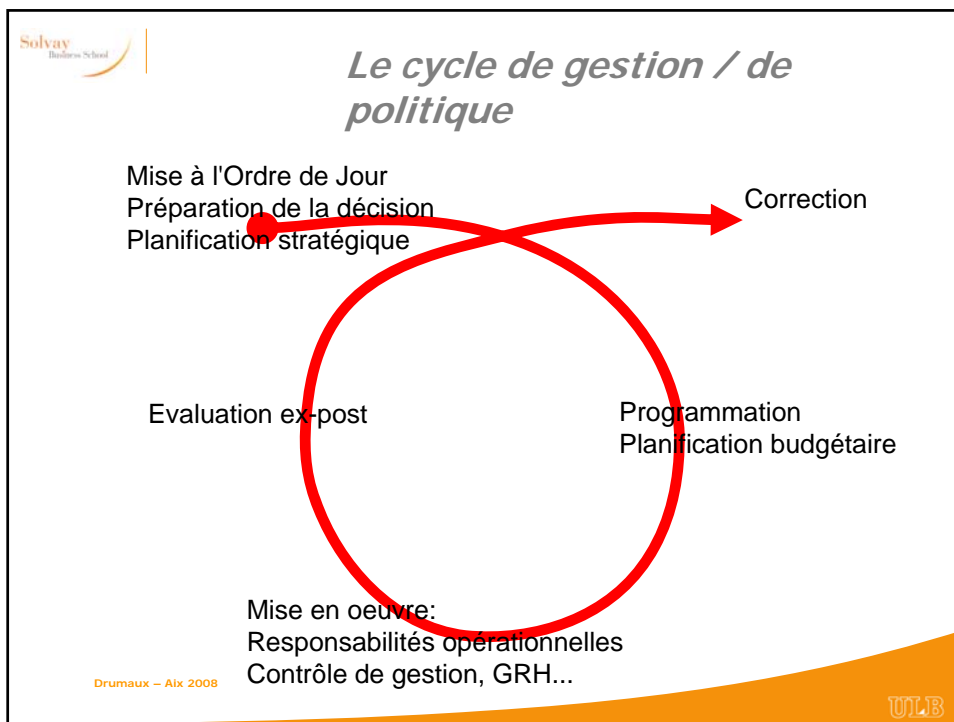 Solvay
Business School
Le cycle de gestion / de
politique
Mise à l'Ordre de Jour
Préparation de la décision
Planification stratégique
Correction
Evaluation ex-post
Programmation
Planification budgétaire
Mise en oeuvre:
Responsabilités opérationnelles
Contrôle de gestion, GRH...
Drumaux – Aix 2008
ULB